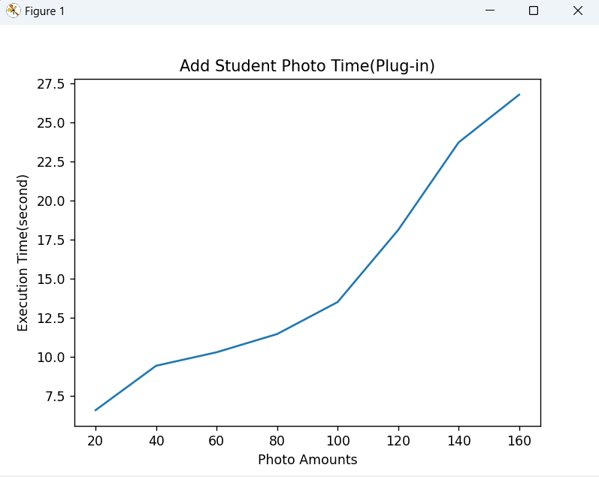 Figure 1
Add Student Photo Time(Plug-in)
27.5
25.0
22.5
20.0
17.5
15.0
12.5
10.0
7.5
Execution Time(second)
20 40 60 80 100 120 140 160
Photo Amounts